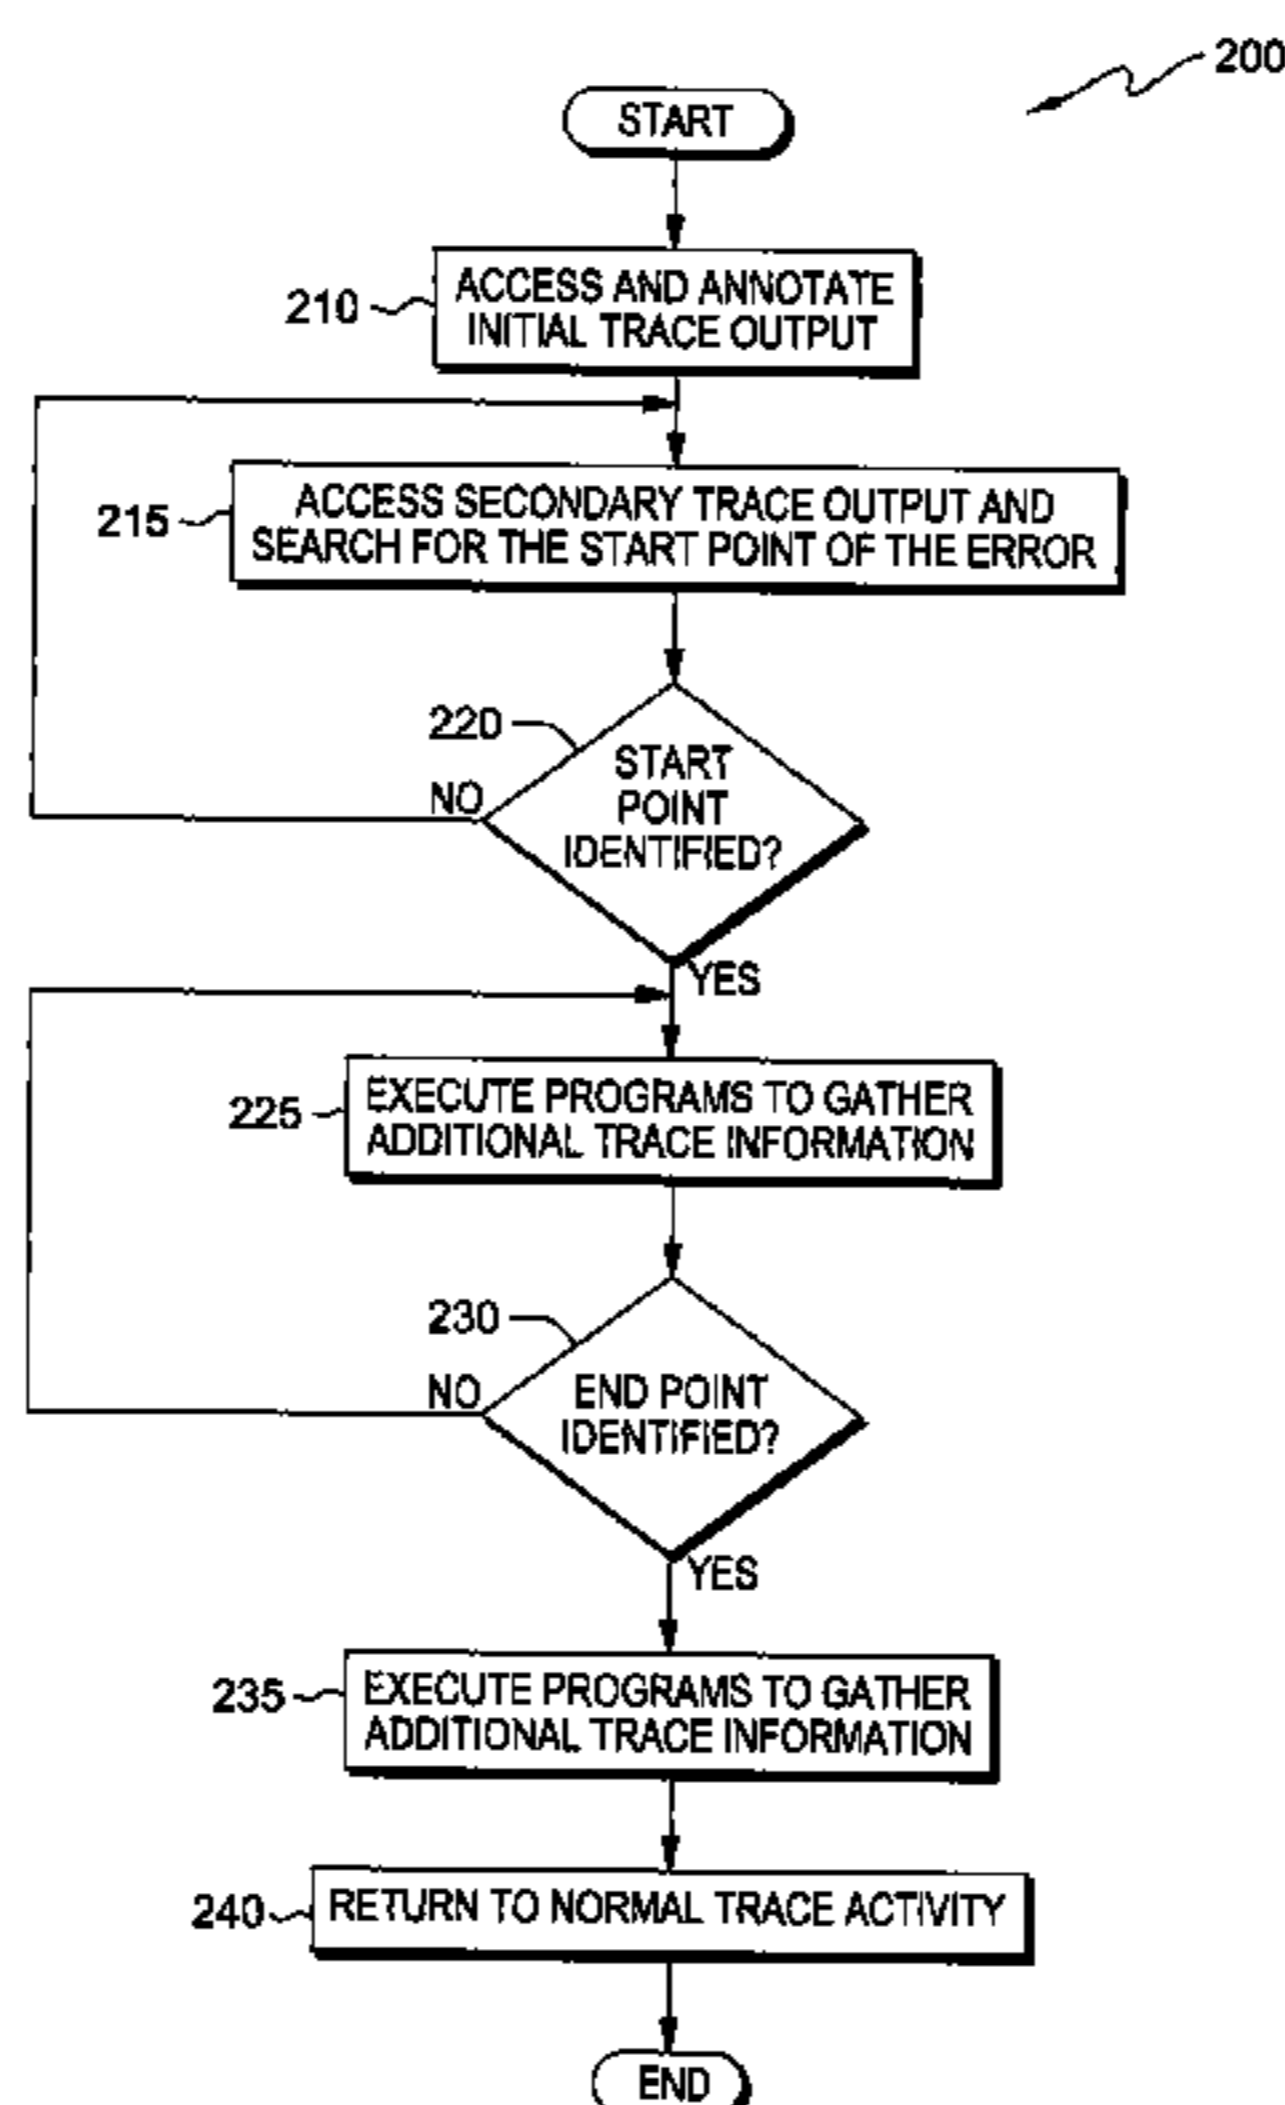 200
START
210
ACCESS AND ANNOTATE
INITIAL TRACE OUTPUT
215
ACCESS SECONDARY TRACE OUTPUT AND
SEARCH FOR THE START POINT OF THE ERROR
220
START
POINT
IDENTIFIED?
NO
YES
225
EXECUTE PROGRAMS TO GATHER
ADDITIONAL TRACE INFORMATION
230
END POINT
IDENTIFIED?
NO
YES
235
EXECUTE PROGRAMS TO GATHER
ADDITIONAL TRACE INFORMATION
240
RETURN TO NORMAL TRACE ACTIVITY
END